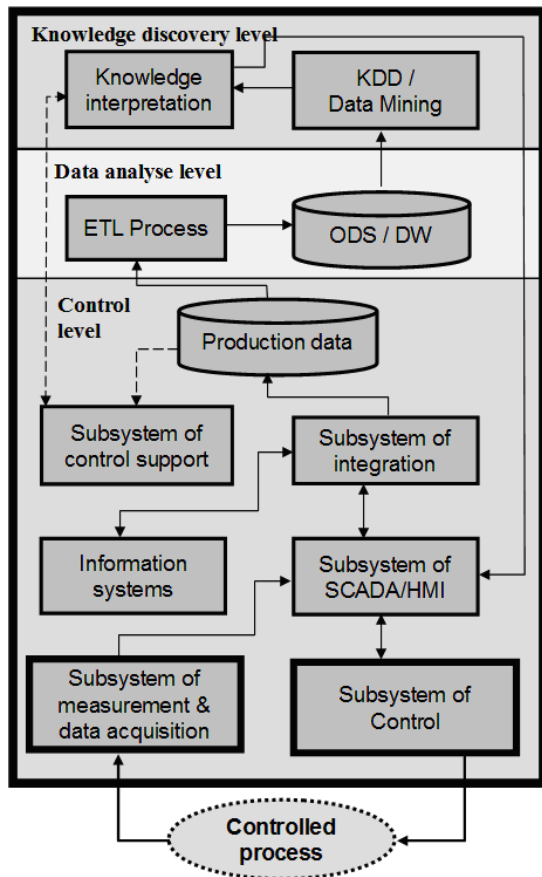 Knowledge discovery level
Knowledge
interpretation
KDD /
Data Mining
Data analyse level
ETL Process
ODS / DW
Control
level
Production data
Subsystem of
control support
Subsystem of
integration
Information
systems
Subsystem of
SCADA/HMI
Subsystem of
measurement &
data acquisition
Subsystem of
Control
Controlled
process